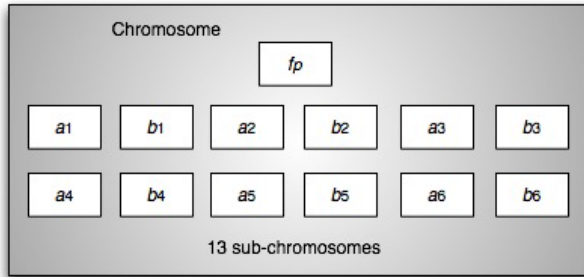 Chromosome
fp
a1 b1 a2 b2 a3 b3
a4 b4 a5 b5 a6 b6
13 sub-chromosomes